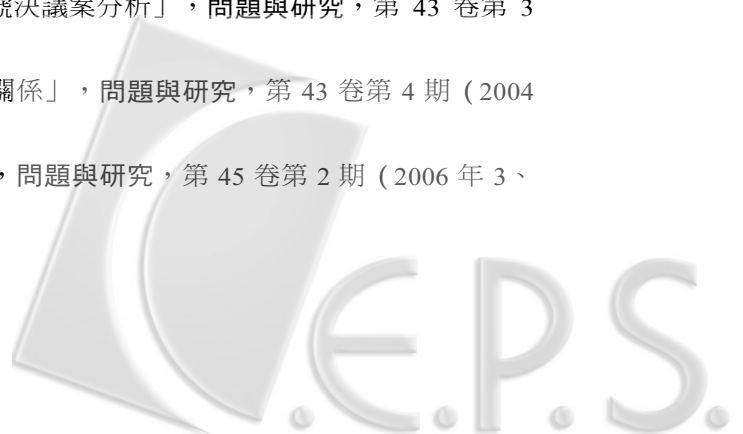 號決議案分析」，問題與研究，第 43 卷第 3
關係」，問題與研究，第 43 卷第 4 期 ( 2004
，問題與研究，第 45 卷第 2 期 ( 2006 年 3、
C.E.P.S.